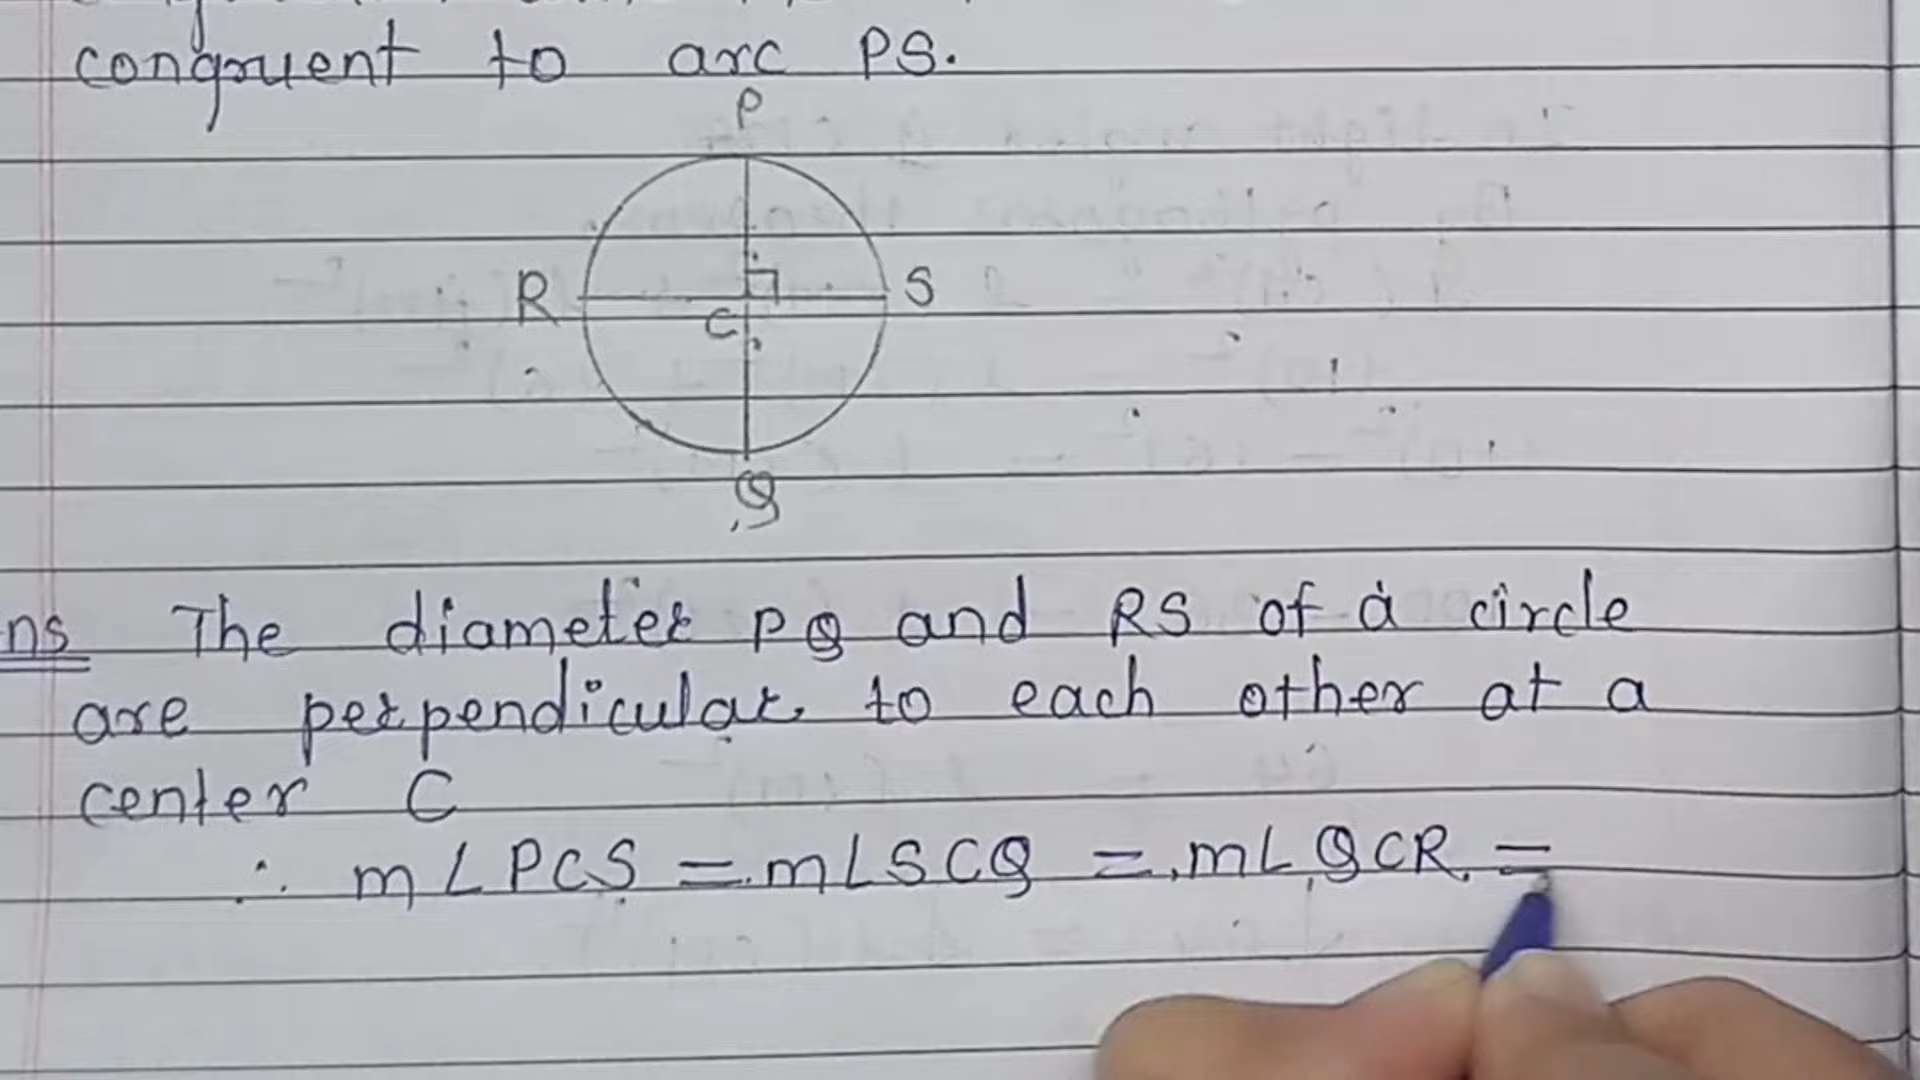 congruent to arc PS.
P
R
S
C
Q
ns The diameter PQ and RS of a circle
are perpendicular to each other at a
center C
∴ m∠PCS = m∠SCQ = m∠QCR =